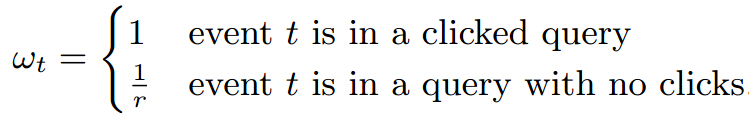 ω_t = { 1 event t is in a clicked query
1/r event t is in a query with no clicks.